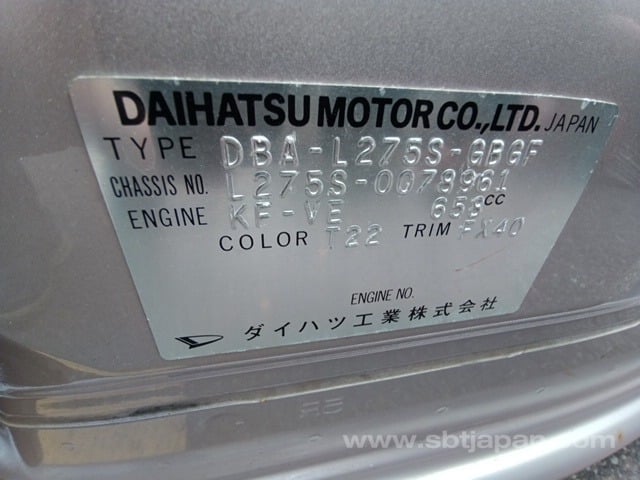 DAIHATSU MOTOR CO.,LTD. JAPAN
TYPE DBA-L275S-GBGF
CHASSIS NO. L275S-0078961
ENGINE KF-VE 658cc
COLOR T22 TRIM FX40
ENGINE NO.
ダイハツ工業株式会社
R5
www.sbtjapan.com